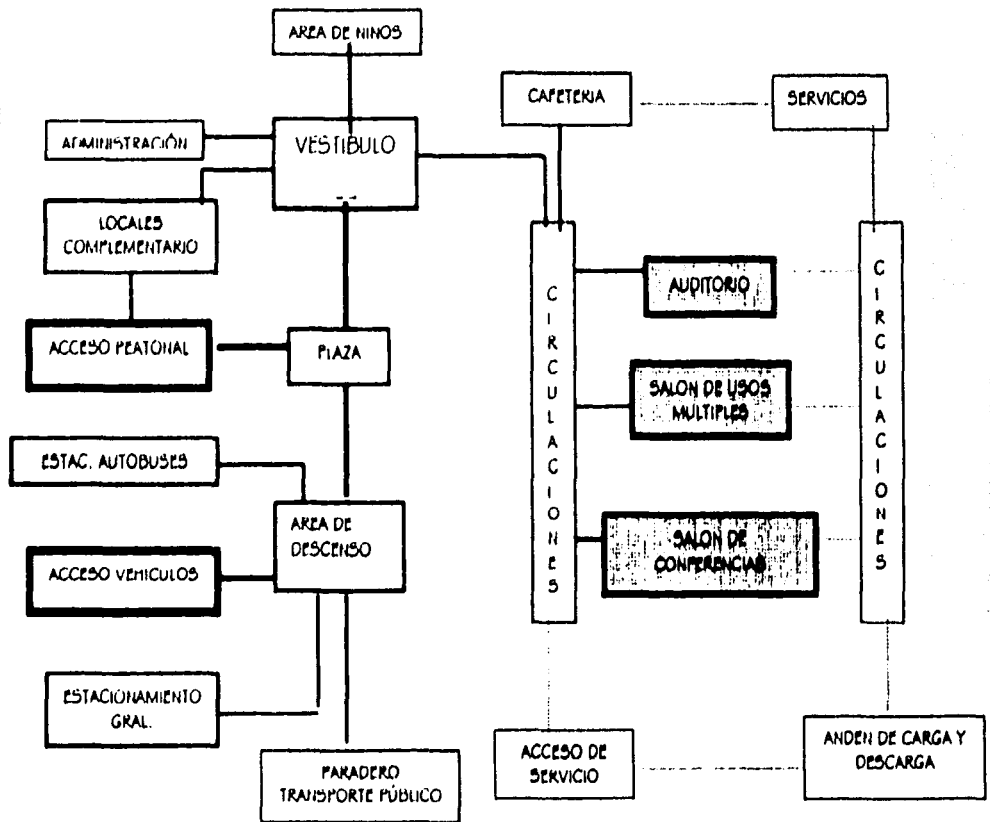 AREA DE NINOS
CAFETERIA
SERVICIOS
ADMINISTRACIÓN
VESTIBULO
LOCALES
COMPLEMENTARIO
CIRCULACIONES
AUDITORIO
CIRCULACIONES
ACCESO PEATONAL
PLAZA
SALON DE USOS
MULTIPLES
ESTAC. AUTOBUSES
AREA DE
DESCENSO
SALON DE
CONFERENCIAS
ACCESO VEHICULOS
ESTACIONAMIENTO
GRAL.
ACCESO DE
SERVICIO
ANDEN DE CARGA Y
DESCARGA
PARADERO
TRANSPORTE PÚBLICO